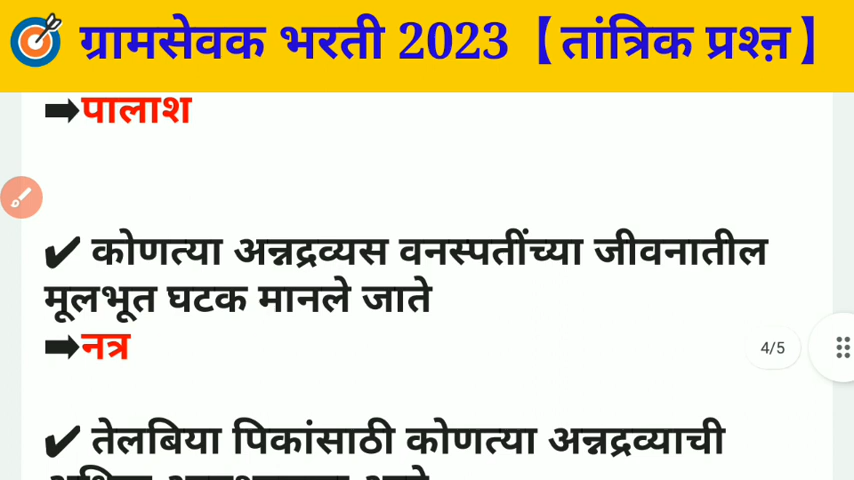 ग्रामसेवक भरती 2023【तांत्रिक प्रश्न】
➡पालाश
✔ कोणत्या अन्नद्रव्यस वनस्पतींच्या जीवनातील
मूलभूत घटक मानले जाते
➡नत्र
4/5
✔ तेलबिया पिकांसाठी कोणत्या अन्नद्रव्याची